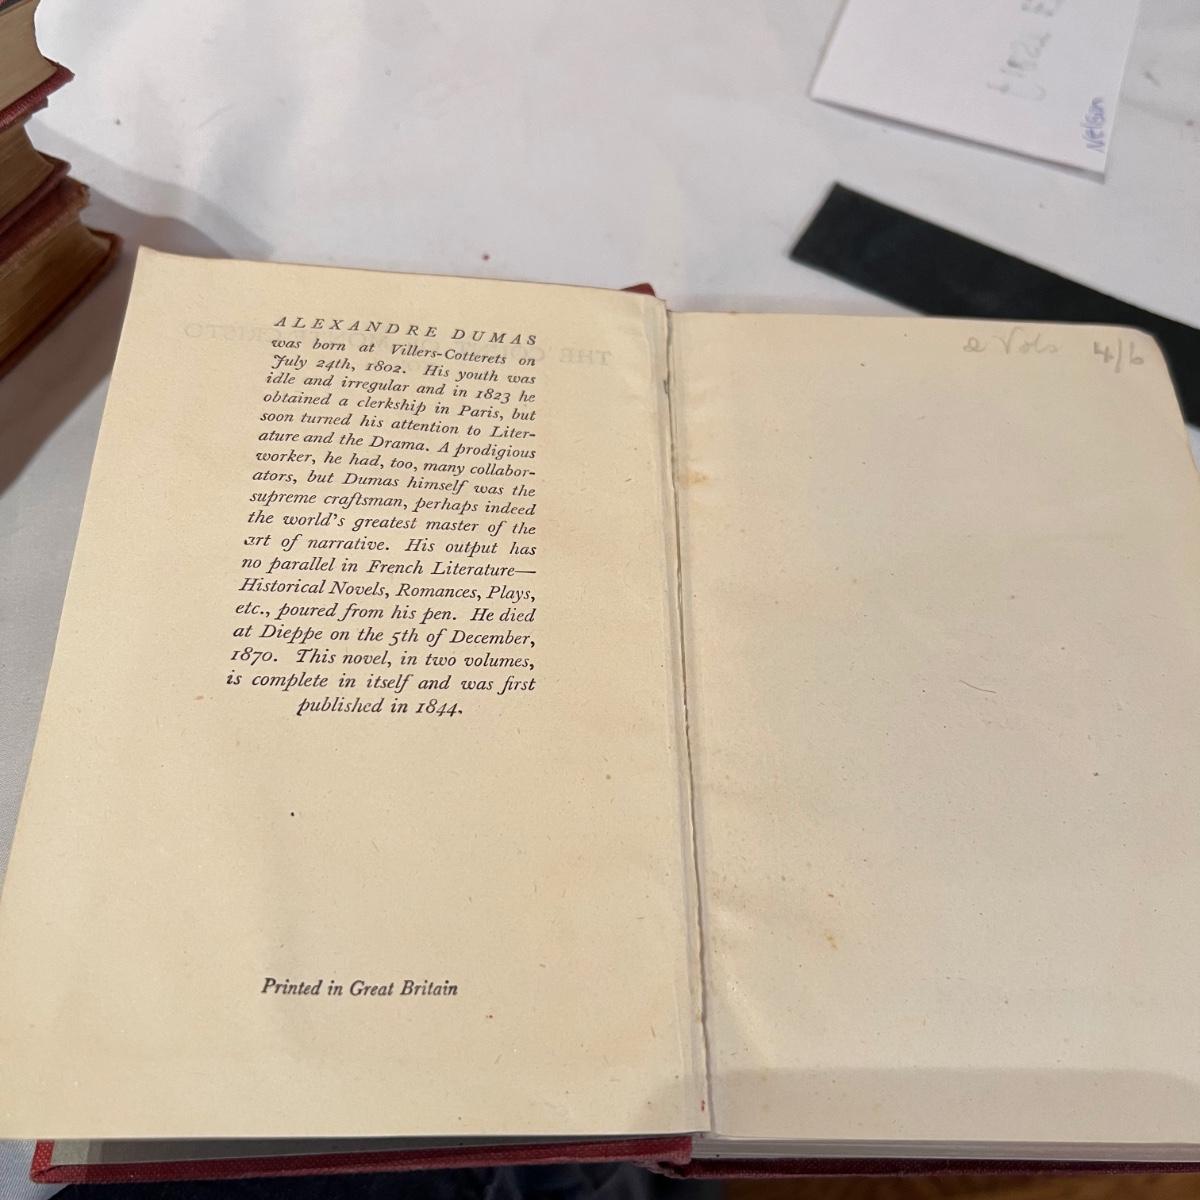 ALEXANDRE DUMAS
was born at Villers-Cotterets on
July 24th, 1802. His youth was
idle and irregular and in 1823 he
obtained a clerkship in Paris, but
soon turned his attention to Liter-
ature and the Drama. A prodigious
worker, he had, too, many collabor-
ators, but Dumas himself was the
supreme craftsman, perhaps indeed
the world's greatest master of the
art of narrative. His output has
no parallel in French Literature—
Historical Novels, Romances, Plays,
etc., poured from his pen. He died
at Dieppe on the 5th of December,
1870. This novel, in two volumes,
is complete in itself and was first
published in 1844.
Printed in Great Britain
2 Vols 4/6
Nelson